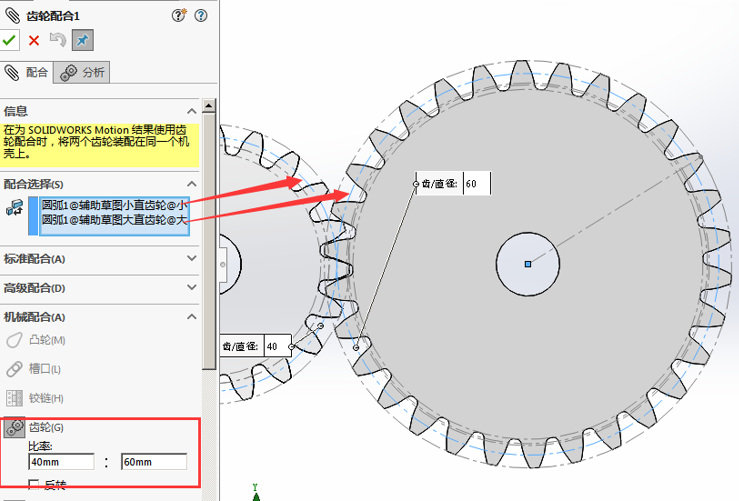 齿轮配合1
配合
分析
信息
在为 SOLIDWORKS Motion 结果使用齿
轮配合时，将两个齿轮装配在同一个机
壳上。
配合选择(S)
圆弧1@辅助草图小直齿轮@小
圆弧1@辅助草图大直齿轮@大
标准配合(A)
高级配合(D)
机械配合(A)
凸轮(M)
槽口(L)
铰链(H)
齿轮(G)
比率:
40mm : 60mm
反转
齿/直径: 60
齿/直径: 40
Y